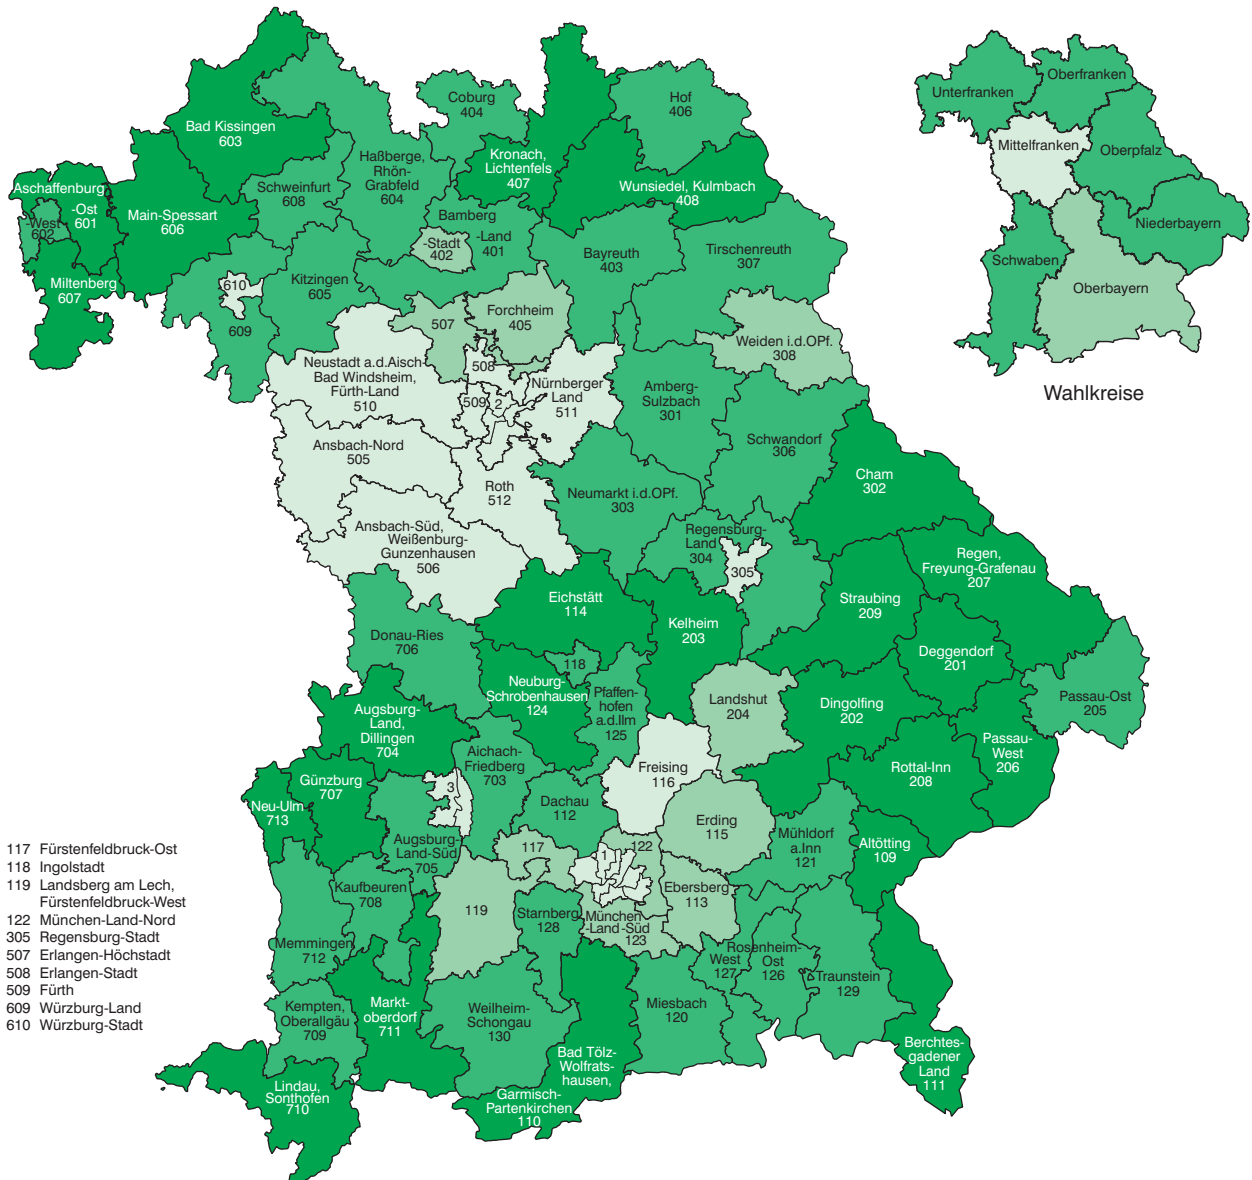 Bad Kissingen
603
Coburg
404
Hof
406
Haßberge,
Rhön-
Grabfeld
604
Kronach,
Lichtenfels
407
Wunsiedel, Kulmbach
408
Aschaffenburg
-Ost
601
-West
602
Main-Spessart
606
Schweinfurt
608
Miltenberg
607
Bamberg
-Land
401
-Stadt
402
Bayreuth
403
Tirschenreuth
307
610
609
Kitzingen
605
507
Forchheim
405
Weiden i.d.OPf.
308
Neustadt a.d.Aisch-
Bad Windsheim,
Fürth-Land
510
508
509
2
Nürnberger
Land
511
Amberg-
Sulzbach
301
Schwandorf
306
Ansbach-Nord
505
Roth
512
Neumarkt i.d.OPf.
303
Cham
302
Ansbach-Süd,
Weißenburg-
Gunzenhausen
506
Regensburg-
Land
304
305
Regen,
Freyung-Grafenau
207
Eichstätt
114
Kelheim
203
Straubing
209
Donau-Ries
706
Deggendorf
201
118
Neuburg-
Schrobenhausen
124
Pfaffen-
hofen
a.d.Ilm
125
Landshut
204
Dingolfing
202
Passau-Ost
205
Augsburg-
Land,
Dillingen
704
Passau-
West
206
Aichach-
Friedberg
703
Freising
116
Rottal-Inn
208
Günzburg
707
3
Neu-Ulm
713
Dachau
112
Erding
115
Mühldorf
a.Inn
121
Altötting
109
Augsburg-
Land-Süd
705
117
1
122
Kaufbeuren
708
119
Starnberg
128
München
-Land-Süd
123
Ebersberg
113
Memmingen
712
West
127
Rosenheim-
Ost
126
Traunstein
129
Kempten,
Oberallgäu
709
Markt-
oberdorf
711
Weilheim-
Schongau
130
Miesbach
120
Bad Tölz-
Wolfrats-
hausen,
Garmisch-
Partenkirchen
110
Berchtes-
gadener
Land
111
Lindau,
Sonthofen
710
Unterfranken
Oberfranken
Mittelfranken
Oberpfalz
Niederbayern
Schwaben
Oberbayern
Wahlkreise
117 Fürstenfeldbruck-Ost
118 Ingolstadt
119 Landsberg am Lech,
Fürstenfeldbruck-West
122 München-Land-Nord
305 Regensburg-Stadt
507 Erlangen-Höchstadt
508 Erlangen-Stadt
509 Fürth
609 Würzburg-Land
610 Würzburg-Stadt